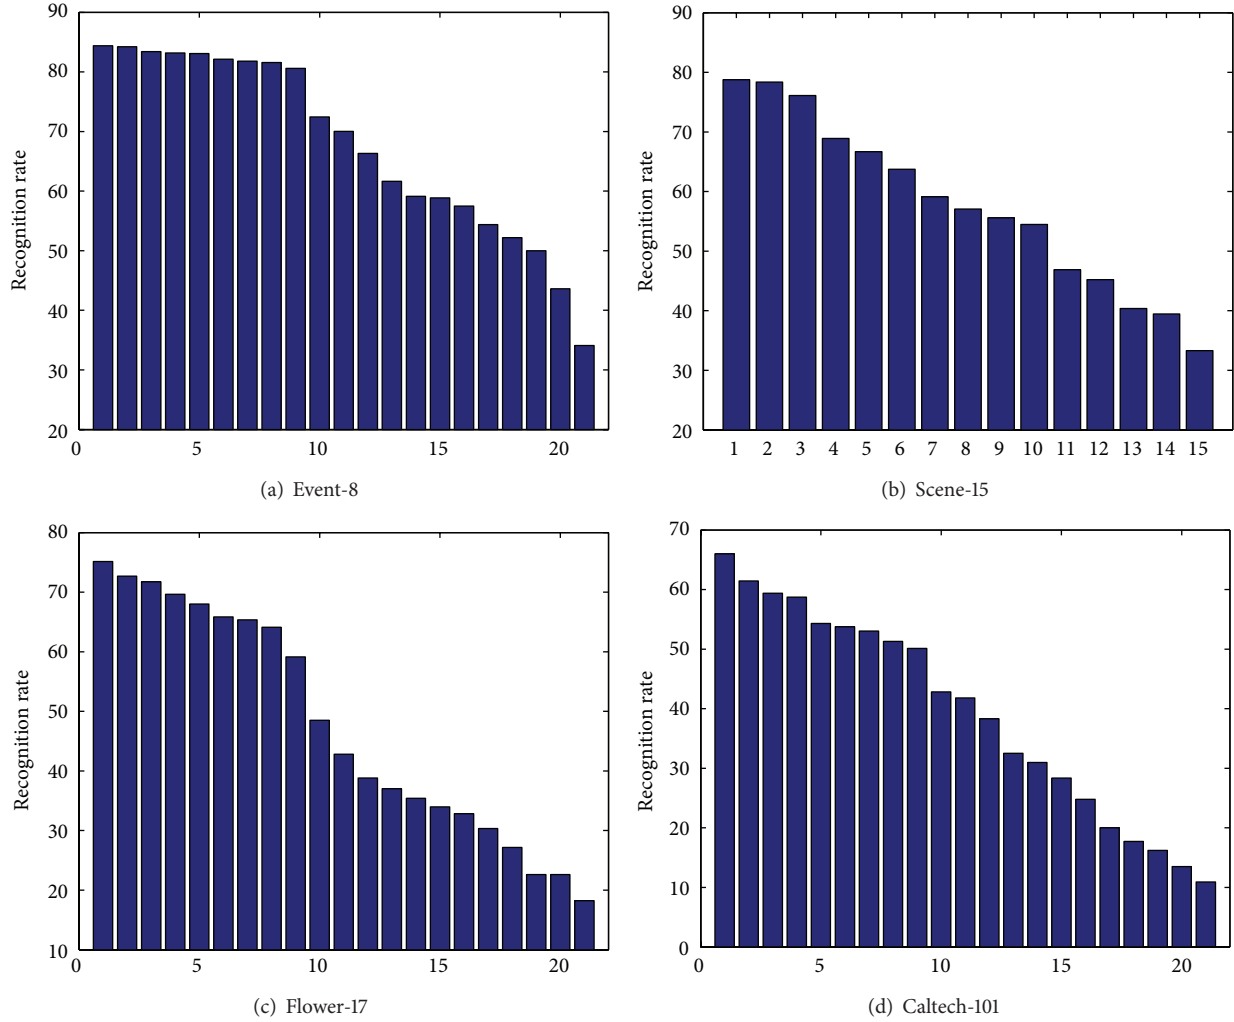 90
80
70
60
50
40
30
20
Recognition rate
0 5 10 15 20
(a) Event-8
90
80
70
60
50
40
30
20
Recognition rate
1 2 3 4 5 6 7 8 9 10 11 12 13 14 15
(b) Scene-15
80
70
60
50
40
30
20
10
Recognition rate
0 5 10 15 20
(c) Flower-17
70
60
50
40
30
20
10
0
Recognition rate
0 5 10 15 20
(d) Caltech-101